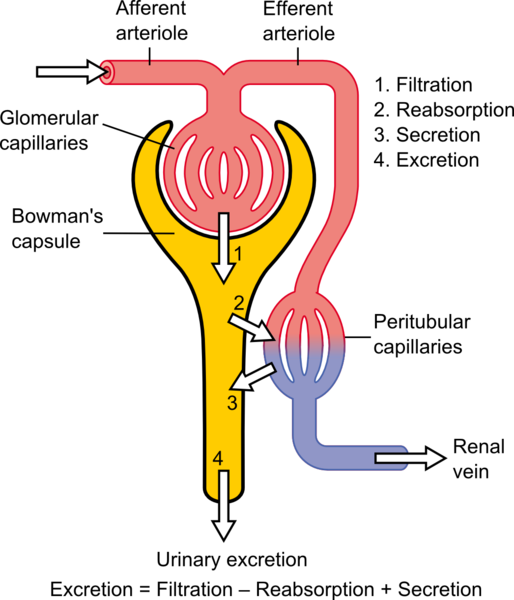 Afferent
arteriole
Efferent
arteriole
1. Filtration
2. Reabsorption
3. Secretion
4. Excretion
Glomerular
capillaries
Bowman's
capsule
1
2
3
4
Peritubular
capillaries
Renal
vein
Urinary excretion
Excretion = Filtration – Reabsorption + Secretion